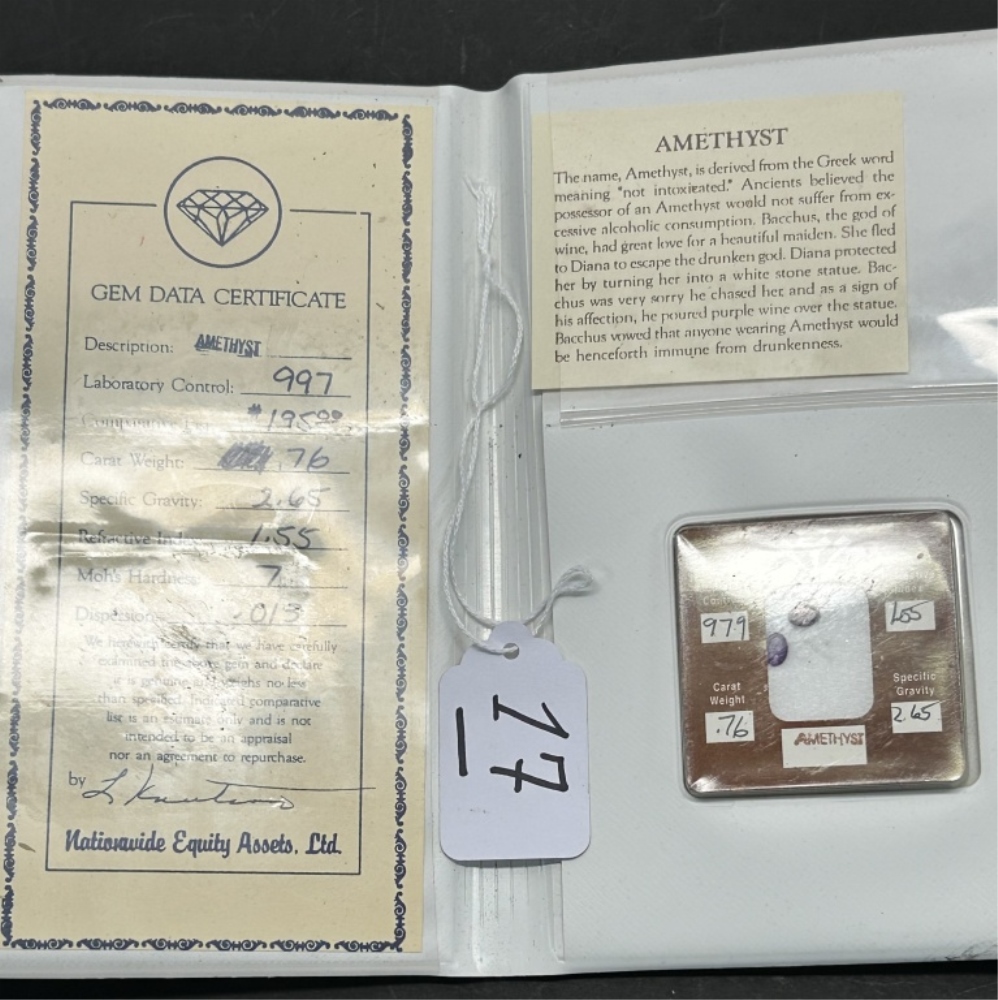 GEM DATA CERTIFICATE
Description: AMETHYST
Laboratory Control: 997
Comparative List: $195.00
Carat Weight: .76
Specific Gravity: 2.65
Refractive Index: 1.55
Moh's Hardness: 7
Dispersion: .013
We herewith certify that we have carefully
examined the above gem and declare
it is genuine and weighs no less
than specified. Indicated comparative
list is an estimate only and is not
intended to be an appraisal
nor an agreement to repurchase.
by
Nationwide Equity Assets, Ltd.
AMETHYST
The name, Amethyst, is derived from the Greek word
meaning "not intoxicated." Ancients believed the
possessor of an Amethyst would not suffer from ex-
cessive alcoholic consumption. Bacchus, the god of
wine, had great love for a beautiful maiden. She fled
to Diana to escape the drunken god. Diana protected
her by turning her into a white stone statue. Bac-
chus was very sorry he chased her and as a sign of
his affection, he poured purple wine over the statue.
Bacchus vowed that anyone wearing Amethyst would
be henceforth immune from drunkenness.
17
979
1.55
Carat
Weight
.76
Specific
Gravity
2.65
AMETHYST